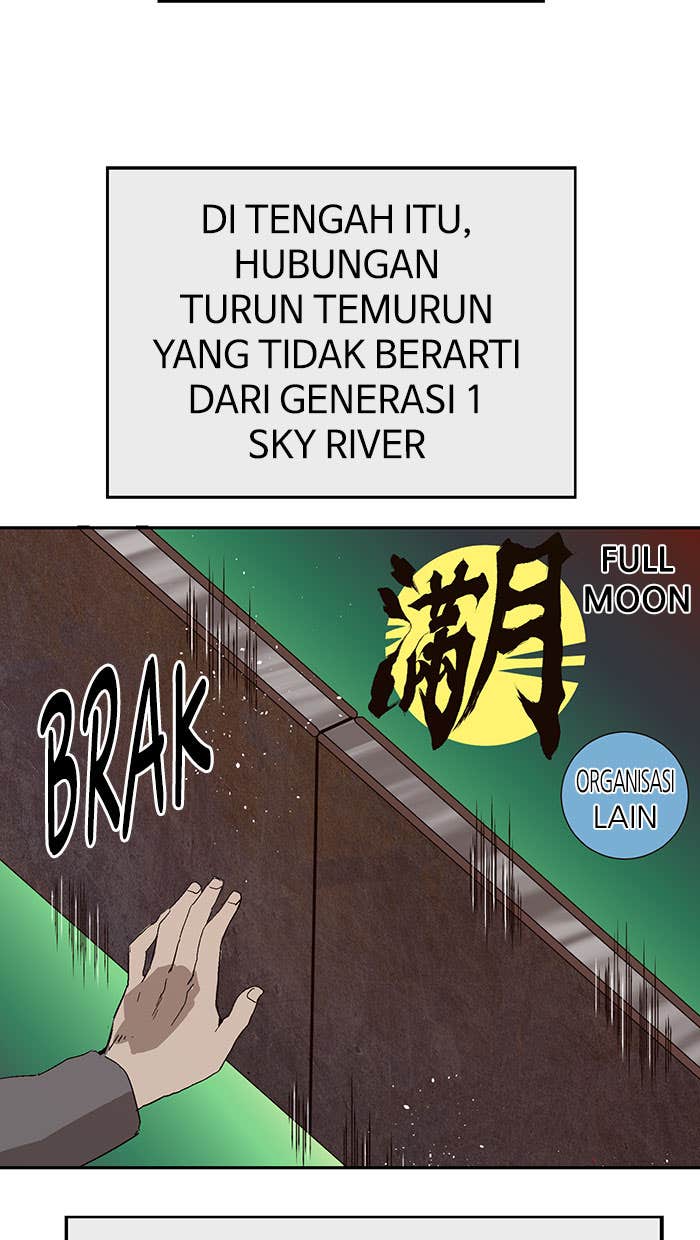 DI TENGAH ITU,
HUBUNGAN
TURUN TEMURUN
YANG TIDAK BERARTI
DARI GENERASI 1
SKY RIVER
滿月
FULL
MOON
ORGANISASI
LAIN
BRAK